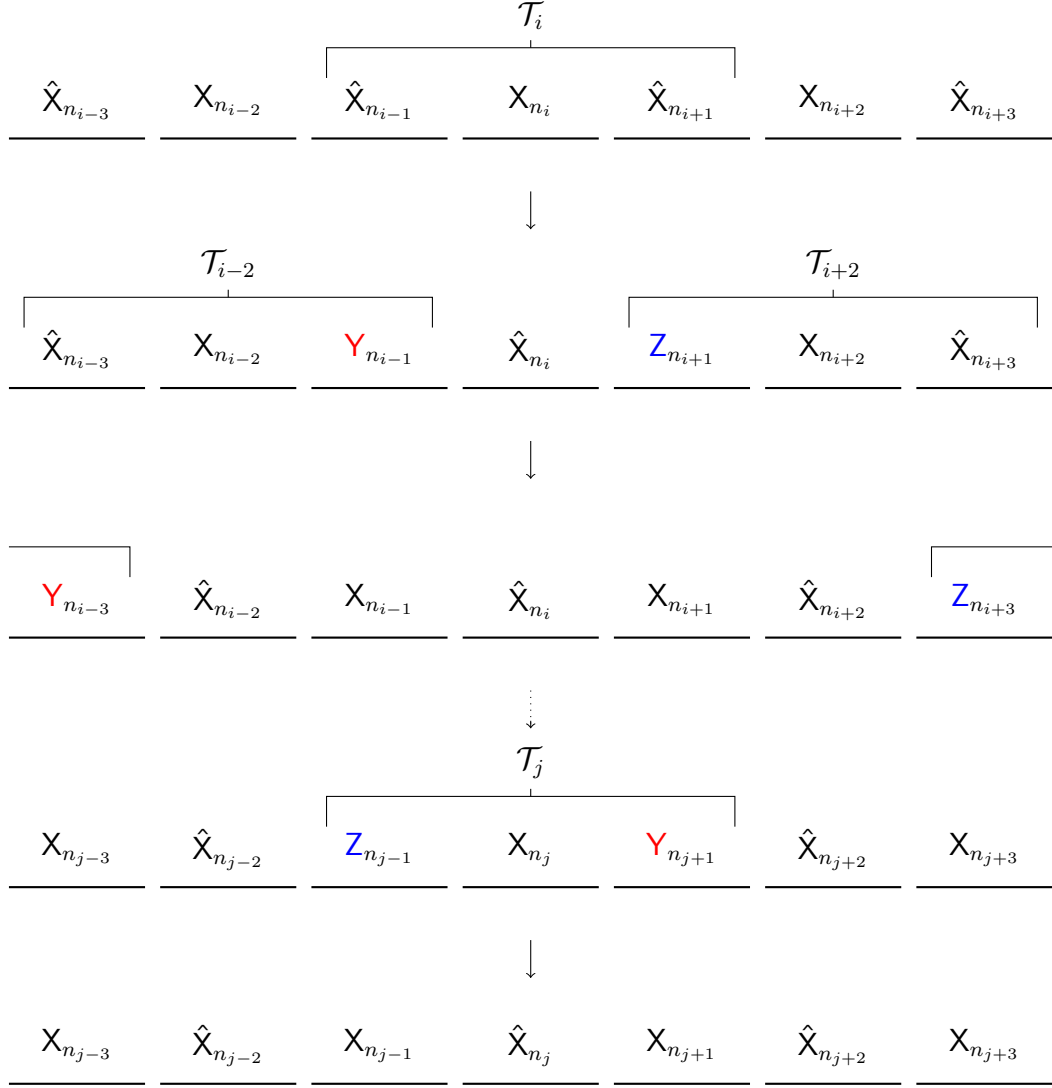 𝒯_i
X̂_{n_{i−3}} X_{n_{i−2}} X̂_{n_{i−1}} X_{n_i} X̂_{n_{i+1}} X_{n_{i+2}} X̂_{n_{i+3}}
𝒯_{i−2} 𝒯_{i+2}
X̂_{n_{i−3}} X_{n_{i−2}} Y_{n_{i−1}} X̂_{n_i} Z_{n_{i+1}} X_{n_{i+2}} X̂_{n_{i+3}}
Y_{n_{i−3}} X̂_{n_{i−2}} X_{n_{i−1}} X̂_{n_i} X_{n_{i+1}} X̂_{n_{i+2}} Z_{n_{i+3}}
𝒯_j
X_{n_{j−3}} X̂_{n_{j−2}} Z_{n_{j−1}} X_{n_j} Y_{n_{j+1}} X̂_{n_{j+2}} X_{n_{j+3}}
X_{n_{j−3}} X̂_{n_{j−2}} X_{n_{j−1}} X̂_{n_j} X_{n_{j+1}} X̂_{n_{j+2}} X_{n_{j+3}}